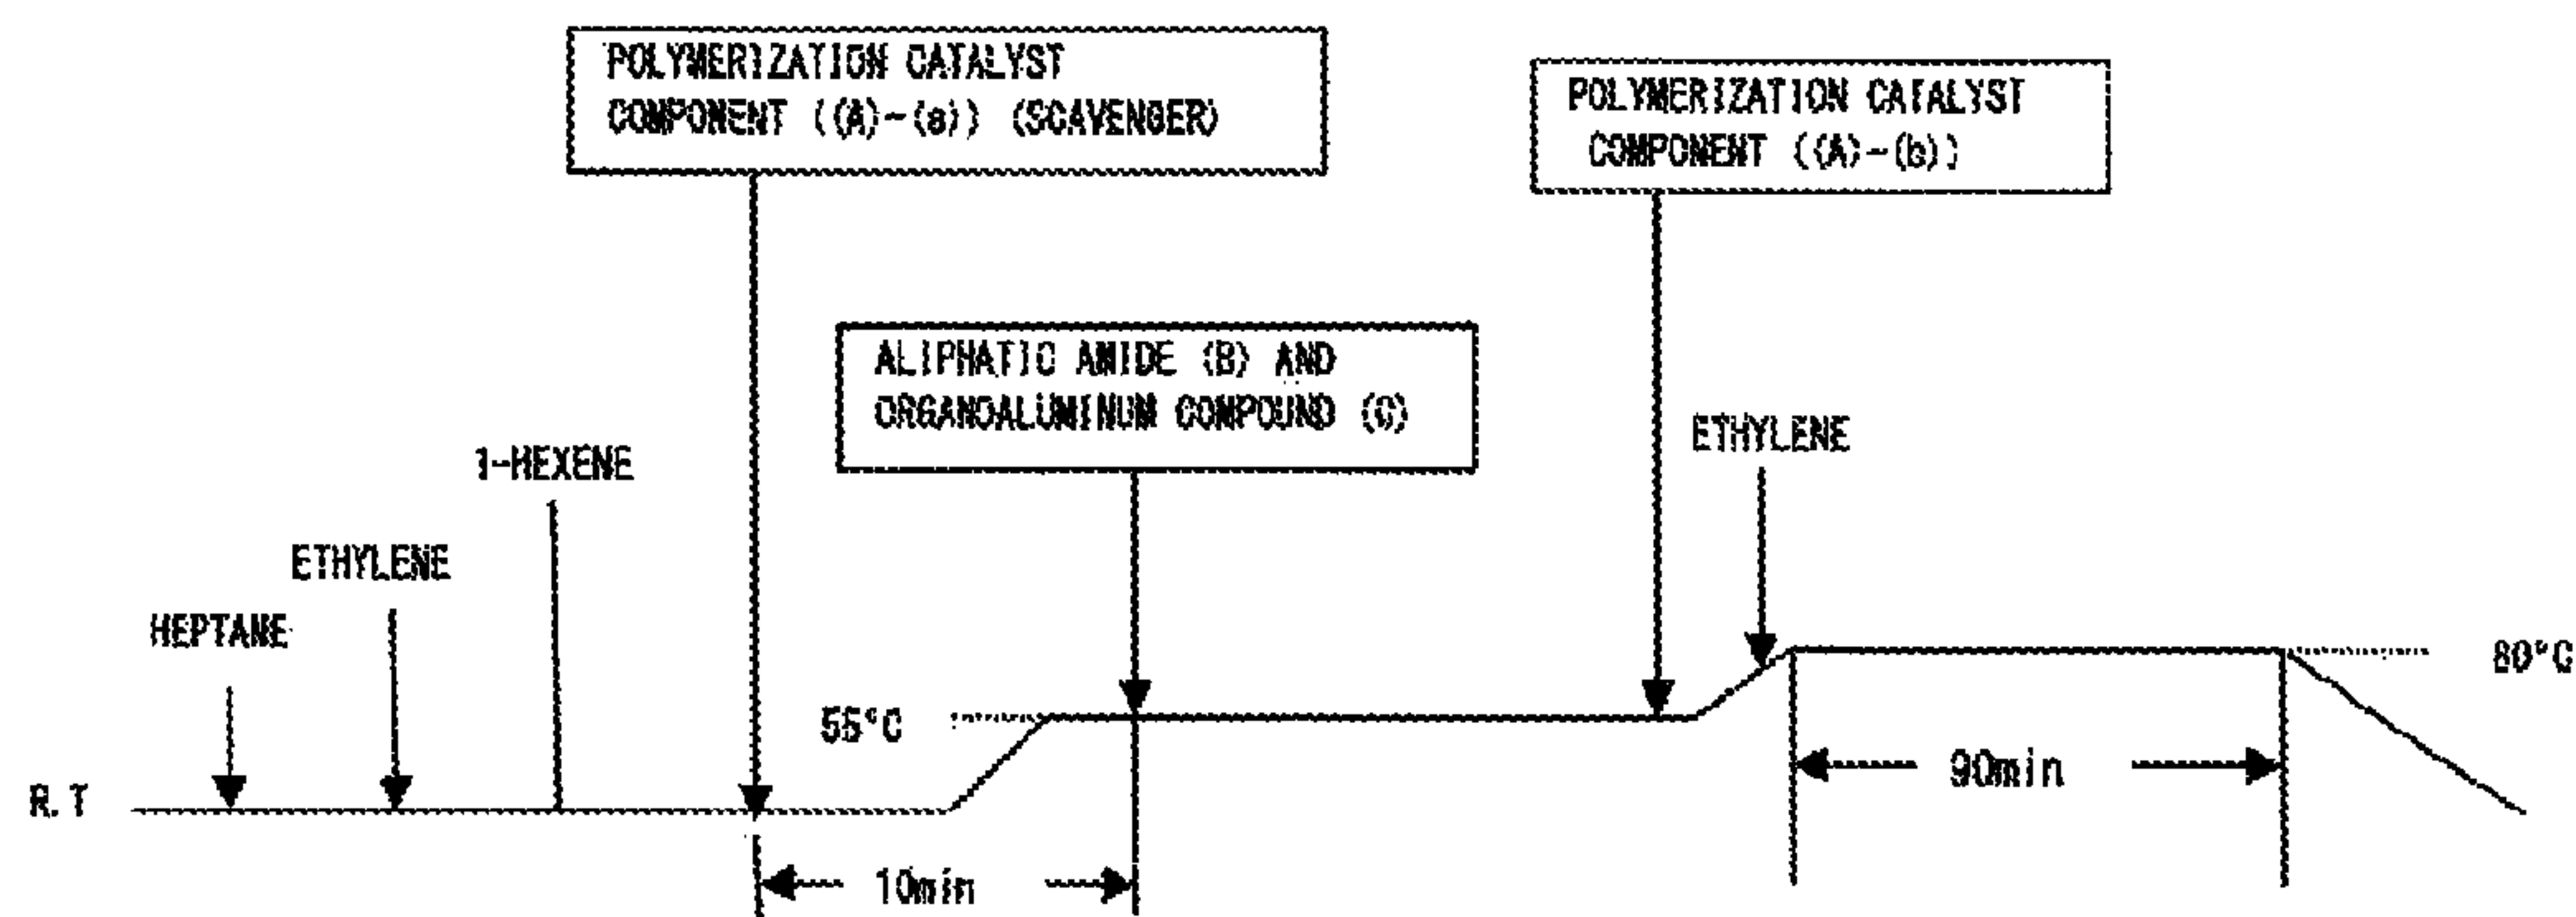 POLYMERIZATION CATALYST
COMPONENT ((A)-(a)) (SCAVENGER)
POLYMERIZATION CATALYST
COMPONENT ((A)-(b))
ALIPHATIC AMIDE (B) AND
ORGANOALUMINUM COMPOUND (C)
ETHYLENE
1-HEXENE
ETHYLENE
HEPTANE
80°C
55°C
90min
R.T
10min